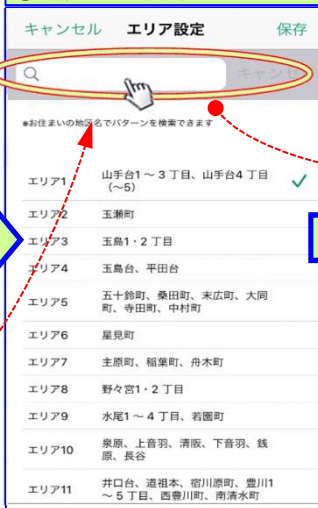 キャンセル エリア設定 保存
キャンセル
※お住まいの地区名でパターンを検索できます
エリア1 山手台1～3丁目、山手台4丁目
（～5）
エリア2 玉瀬町
エリア3 玉島1・2丁目
エリア4 玉島台、平田台
エリア5 五十鈴町、桑田町、末広町、大同
町、寺田町、中村町
エリア6 星見町
エリア7 主原町、稲葉町、舟木町
エリア8 野々宮1・2丁目
エリア9 水尾1～4丁目、若園町
エリア10 泉原、上音羽、清阪、下音羽、銭
原、長谷
エリア11 井口台、道祖本、宿川原町、豊川1
～5丁目、西豊川町、南清水町